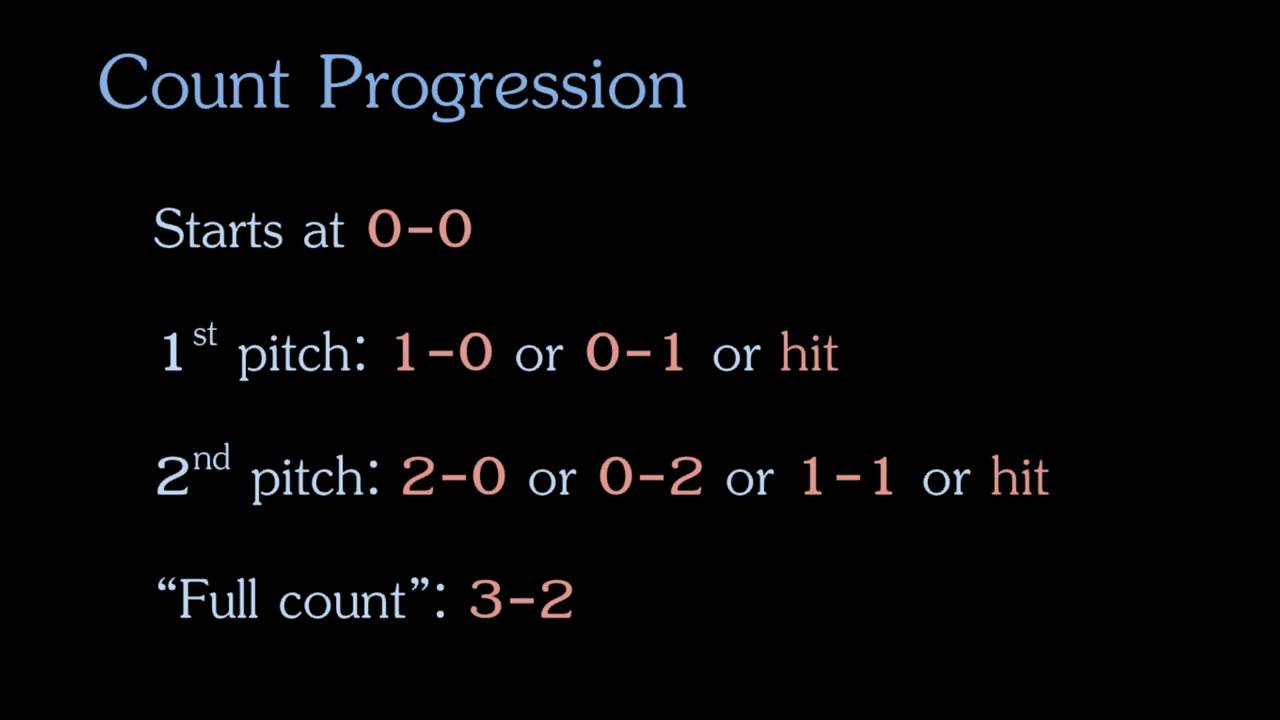 Count Progression
Starts at 0-0
1st pitch: 1-0 or 0-1 or hit
2nd pitch: 2-0 or 0-2 or 1-1 or hit
“Full count”: 3-2